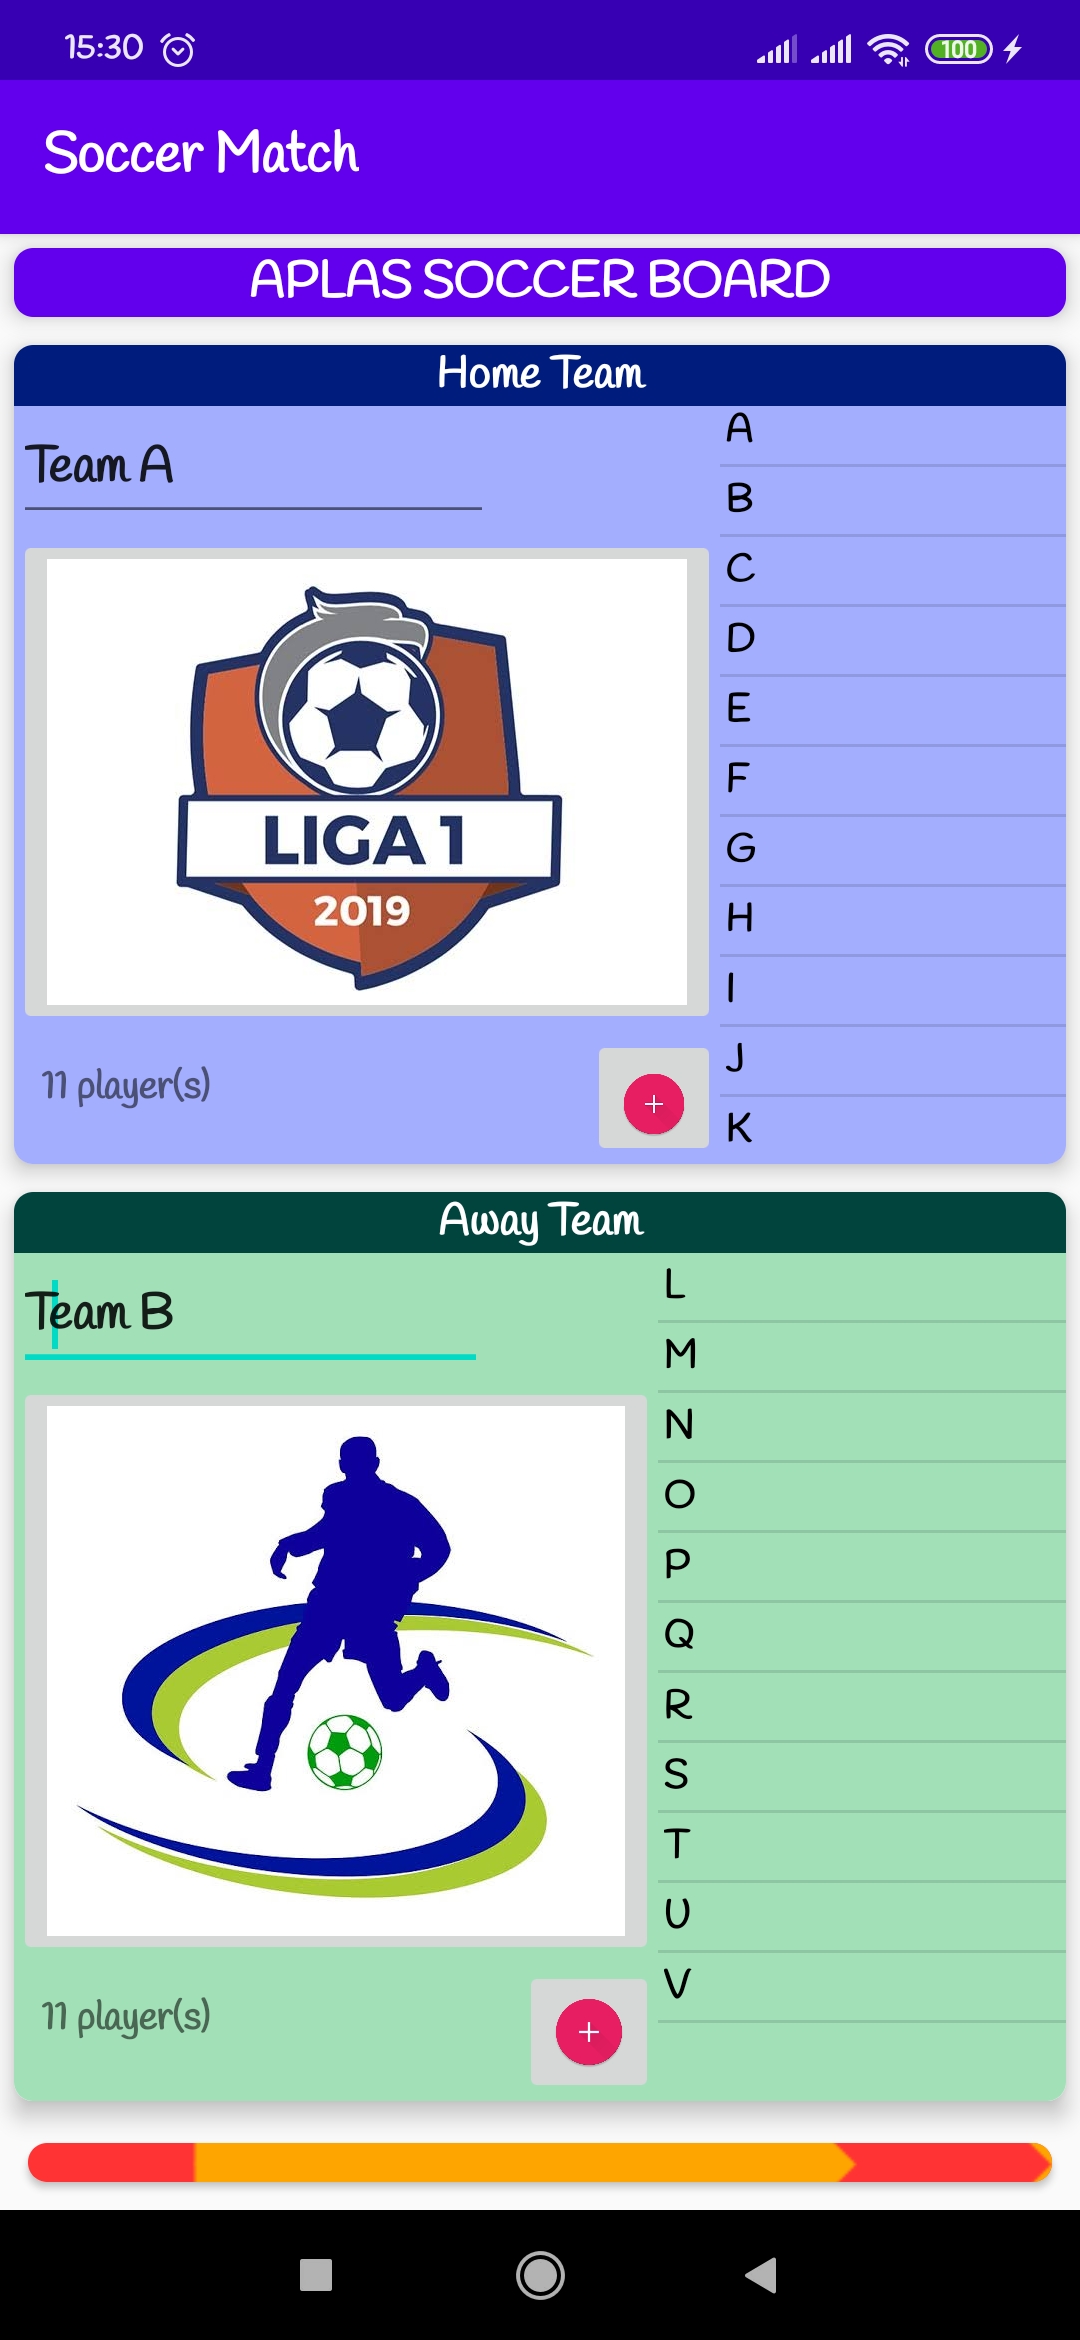 15:30
100
Soccer Match
APLAS SOCCER BOARD
Home Team
Team A
LIGA 1
2019
11 player(s)
+
A
B
C
D
E
F
G
H
I
J
K
Away Team
Team B
11 player(s)
+
L
M
N
O
P
Q
R
S
T
U
V